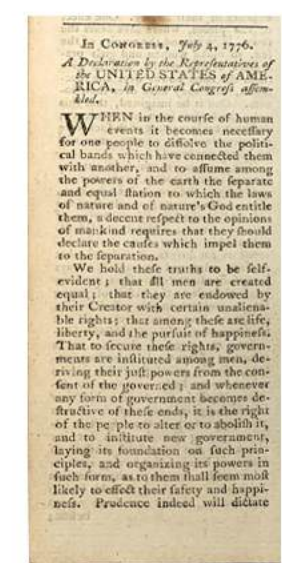 In Congress, July 4, 1776.
A Declaration by the Repreſentatives of
the UNITED STATES of AME-
RICA, in General Congreſs aſſem-
bled.
WHEN in the courſe of human
events it becomes neceſſary
for one people to diſſolve the politi-
cal bands which have connected them
with another, and to aſſume among
the powers of the earth the ſeparate
and equal ſtation to which the laws
of nature and of nature's God entitle
them, a decent reſpect to the opinions
of mankind requires that they ſhould
declare the cauſes which impel them
to the ſeparation.
We hold theſe truths to be ſelf-
evident; that all men are created
equal; that they are endowed by
their Creator with certain unaliena-
ble rights; that among theſe are life,
liberty, and the purſuit of happineſs.
That to ſecure theſe rights, govern-
ments are inſtituted among men, de-
riving their juſt powers from the con-
ſent of the governed; and whenever
any form of government becomes de-
ſtructive of theſe ends, it is the right
of the people to alter or to aboliſh it,
and to inſtitute new government,
laying its foundation on ſuch prin-
ciples, and organizing its powers in
ſuch form, as to them ſhall ſeem moſt
likely to effect their ſafety and happi-
neſs. Prudence indeed will dictate